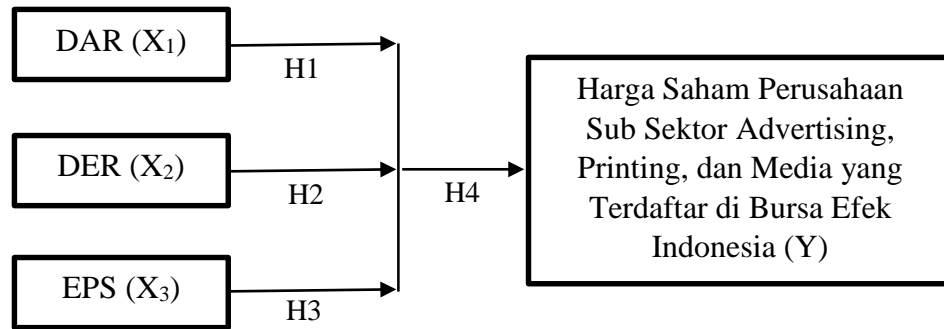 DAR (X₁)
H1
DER (X₂)
H2
EPS (X₃)
H3
H4
Harga Saham Perusahaan
Sub Sektor Advertising,
Printing, dan Media yang
Terdaftar di Bursa Efek
Indonesia (Y)